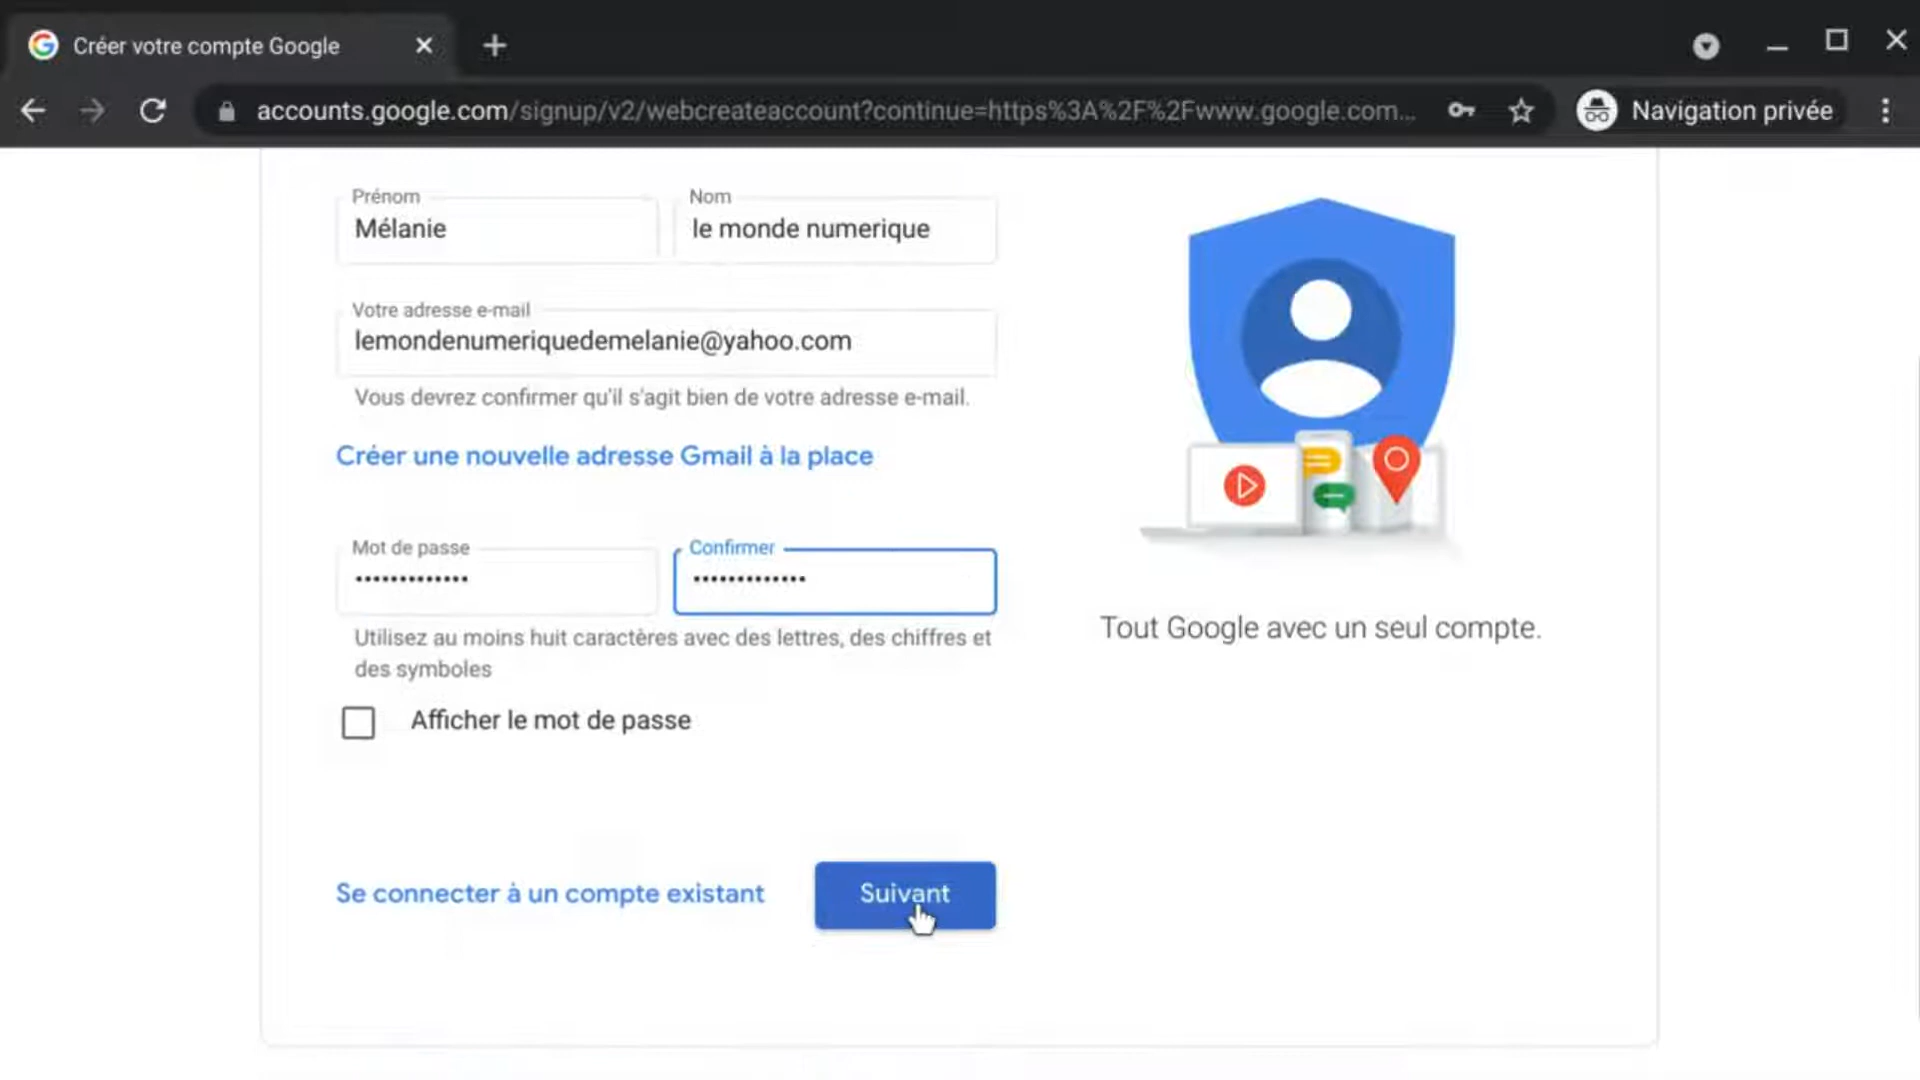 Créer votre compte Google
accounts.google.com/signup/v2/webcreateaccount?continue=https%3A%2F%2Fwww.google.com...
Navigation privée
Prénom
Mélanie
Nom
le monde numerique
Votre adresse e-mail
lemondenumeriquedemelanie@yahoo.com
Vous devrez confirmer qu'il s'agit bien de votre adresse e-mail.
Créer une nouvelle adresse Gmail à la place
Mot de passe
•••••••••••••
Confirmer
•••••••••••••
Utilisez au moins huit caractères avec des lettres, des chiffres et
des symboles
Afficher le mot de passe
Se connecter à un compte existant
Suivant
Tout Google avec un seul compte.